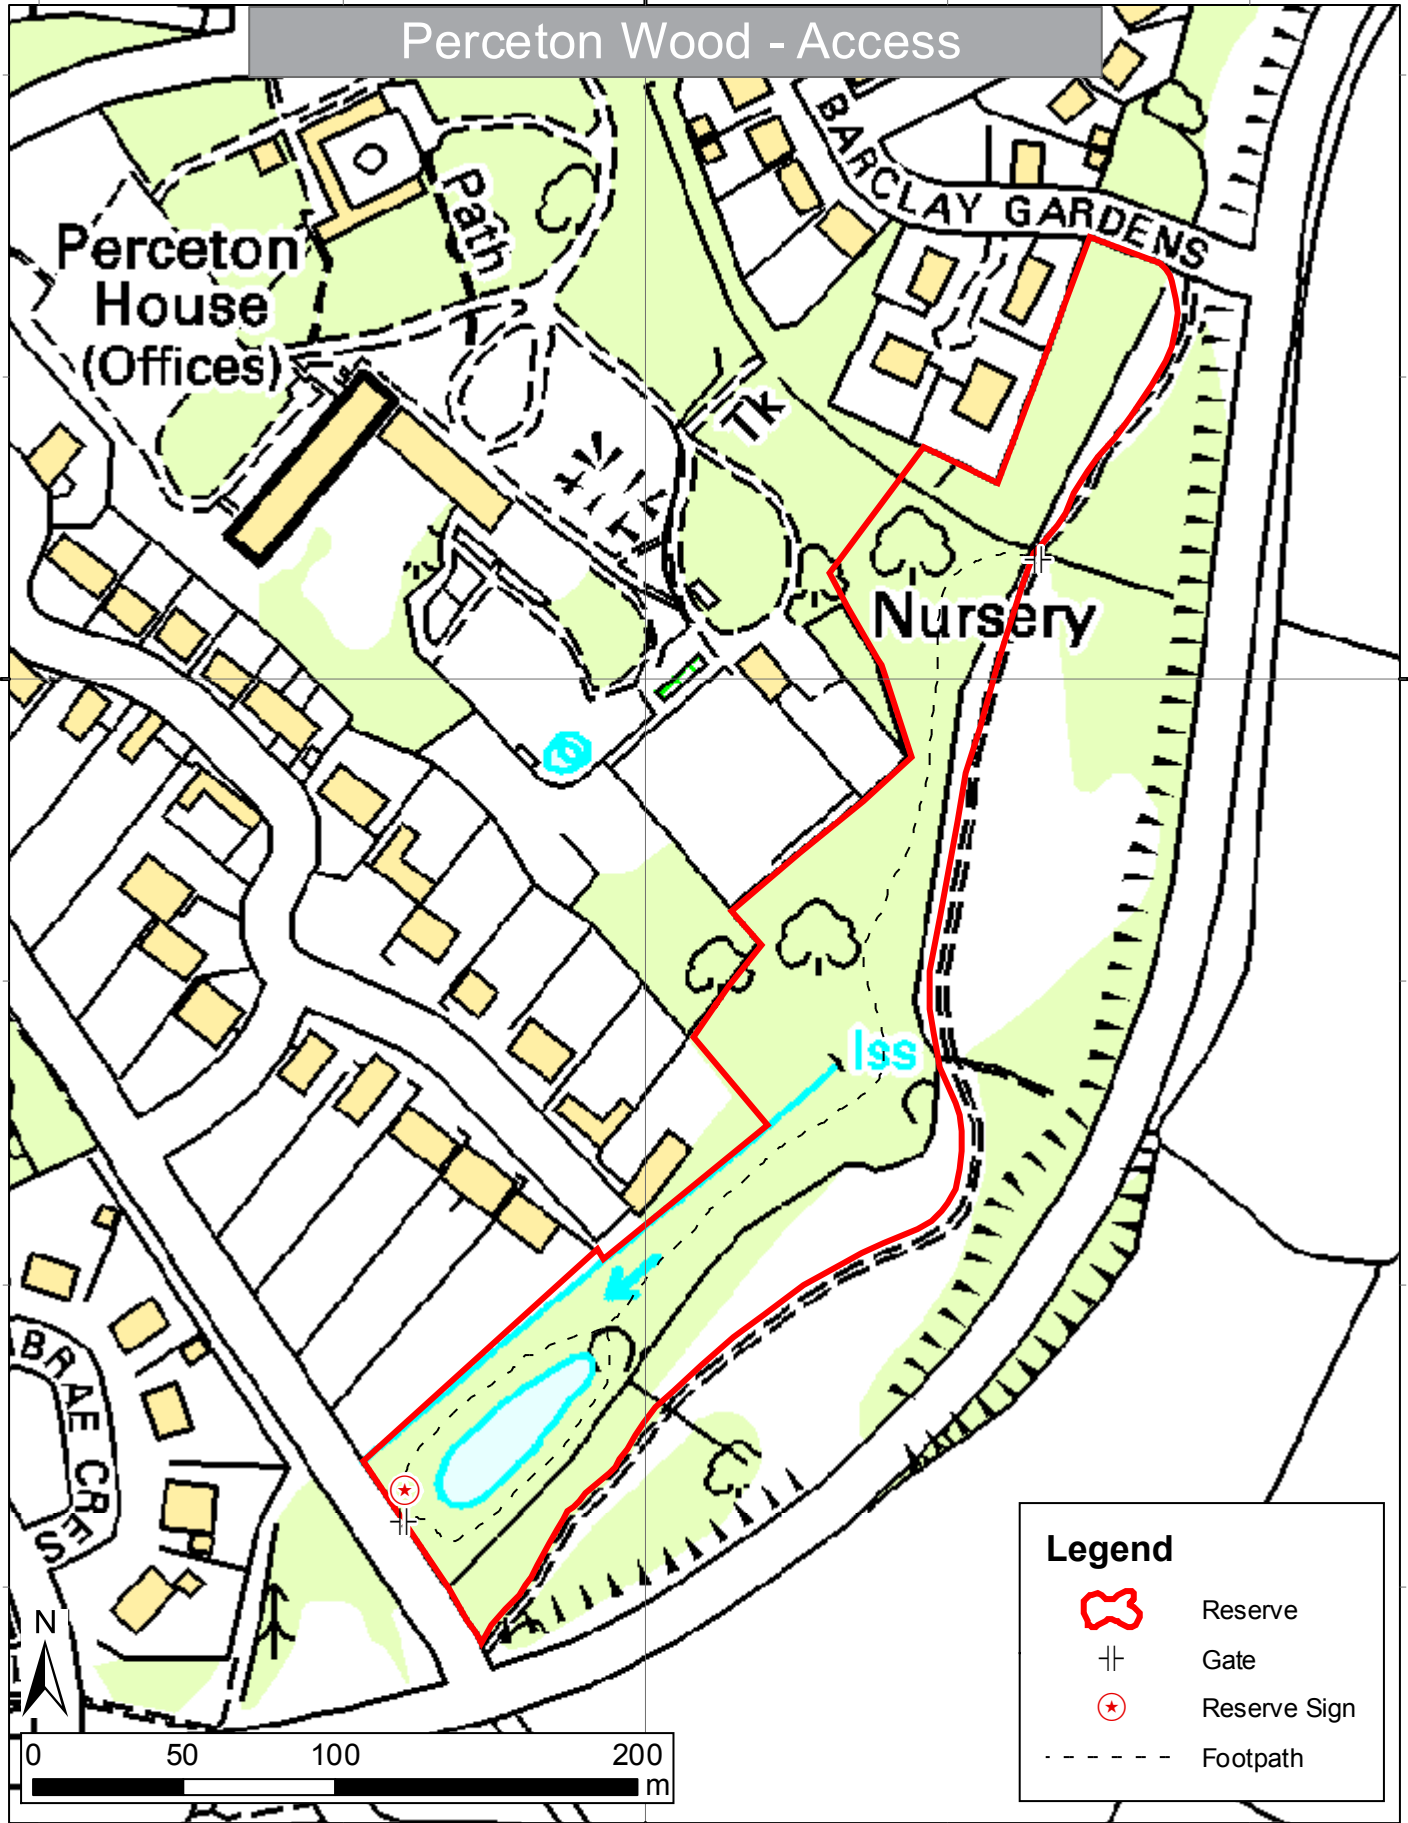 Perceton Wood - Access
BARCLAY GARDENS
Path
Perceton
House
(Offices)
Tk
Nursery
Iss
BRAE CRES
N
0 50 100 200
m
Legend
Reserve
Gate
Reserve Sign
Footpath